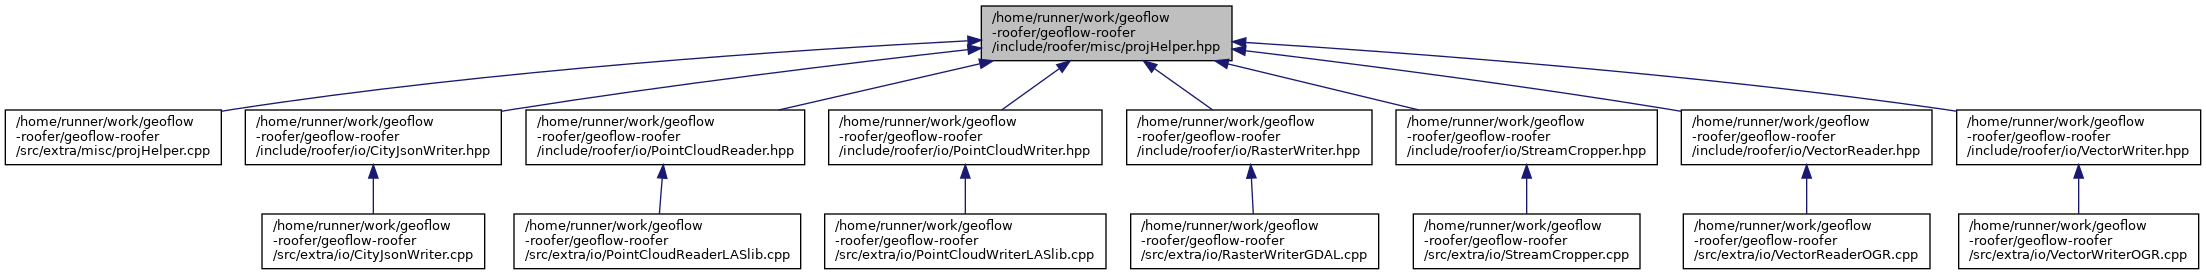 /home/runner/work/geoflow
-roofer/geoflow-roofer
/include/roofer/misc/projHelper.hpp
/home/runner/work/geoflow
-roofer/geoflow-roofer
/src/extra/misc/projHelper.cpp
/home/runner/work/geoflow
-roofer/geoflow-roofer
/include/roofer/io/CityJsonWriter.hpp
/home/runner/work/geoflow
-roofer/geoflow-roofer
/include/roofer/io/PointCloudReader.hpp
/home/runner/work/geoflow
-roofer/geoflow-roofer
/include/roofer/io/PointCloudWriter.hpp
/home/runner/work/geoflow
-roofer/geoflow-roofer
/include/roofer/io/RasterWriter.hpp
/home/runner/work/geoflow
-roofer/geoflow-roofer
/include/roofer/io/StreamCropper.hpp
/home/runner/work/geoflow
-roofer/geoflow-roofer
/include/roofer/io/VectorReader.hpp
/home/runner/work/geoflow
-roofer/geoflow-roofer
/include/roofer/io/VectorWriter.hpp
/home/runner/work/geoflow
-roofer/geoflow-roofer
/src/extra/io/CityJsonWriter.cpp
/home/runner/work/geoflow
-roofer/geoflow-roofer
/src/extra/io/PointCloudReaderLASlib.cpp
/home/runner/work/geoflow
-roofer/geoflow-roofer
/src/extra/io/PointCloudWriterLASlib.cpp
/home/runner/work/geoflow
-roofer/geoflow-roofer
/src/extra/io/RasterWriterGDAL.cpp
/home/runner/work/geoflow
-roofer/geoflow-roofer
/src/extra/io/StreamCropper.cpp
/home/runner/work/geoflow
-roofer/geoflow-roofer
/src/extra/io/VectorReaderOGR.cpp
/home/runner/work/geoflow
-roofer/geoflow-roofer
/src/extra/io/VectorWriterOGR.cpp